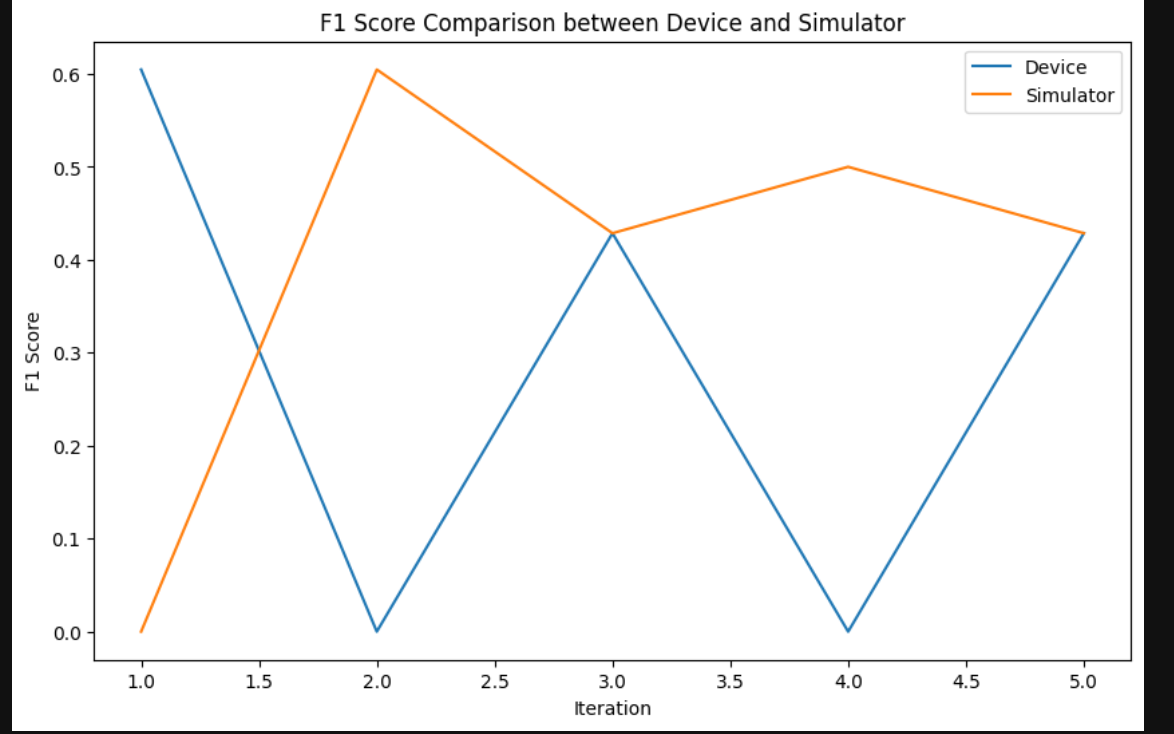 F1 Score Comparison between Device and Simulator
Device
Simulator
F1 Score
0.6
0.5
0.4
0.3
0.2
0.1
0.0
1.0 1.5 2.0 2.5 3.0 3.5 4.0 4.5 5.0
Iteration